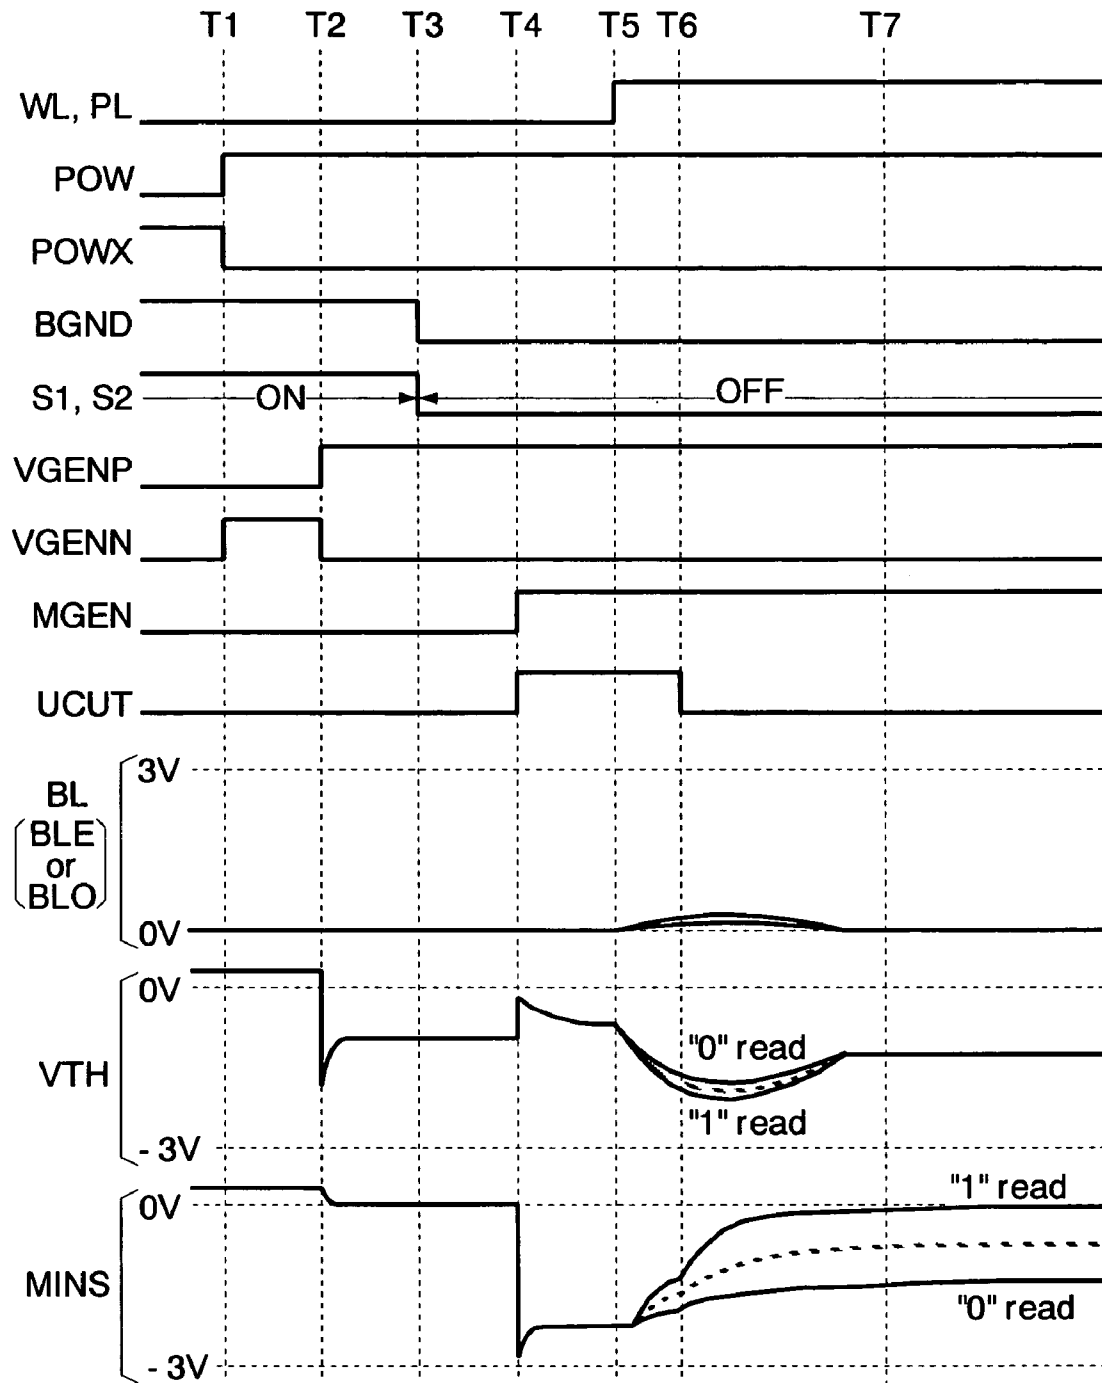 T1 T2 T3 T4 T5 T6 T7
WL, PL
POW
POWX
BGND
S1, S2 ON OFF
VGENP
VGENN
MGEN
UCUT
3V
BL
BLE
or
BLO
0V
0V
"0" read
VTH
"1" read
- 3V
"1" read
0V
MINS
"0" read
- 3V